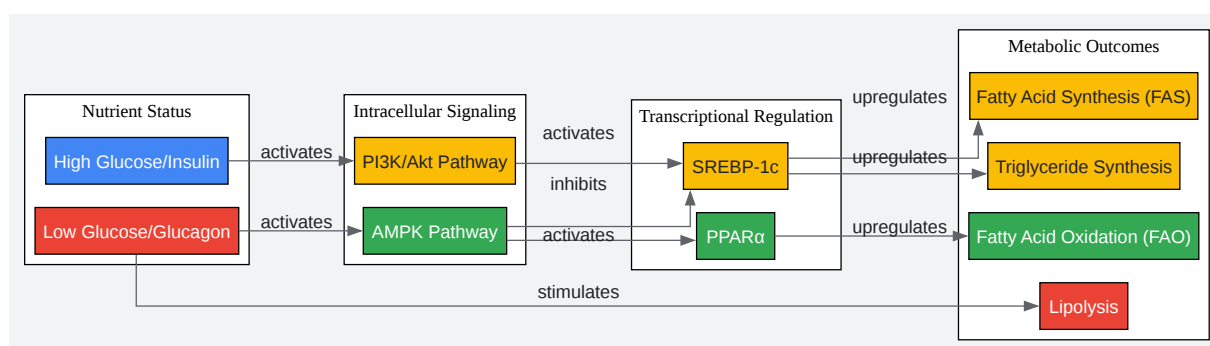 Nutrient Status
High Glucose/Insulin
Low Glucose/Glucagon
activates
activates
Intracellular Signaling
PI3K/Akt Pathway
AMPK Pathway
activates
inhibits
activates
stimulates
Transcriptional Regulation
SREBP-1c
PPARα
upregulates
upregulates
upregulates
Metabolic Outcomes
Fatty Acid Synthesis (FAS)
Triglyceride Synthesis
Fatty Acid Oxidation (FAO)
Lipolysis